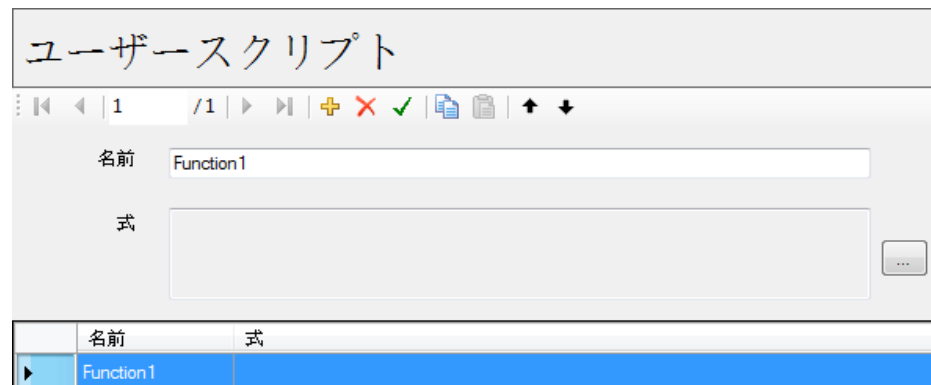 ユーザースクリプト
1 /1
名前 Function1
式
...
名前 式
Function1